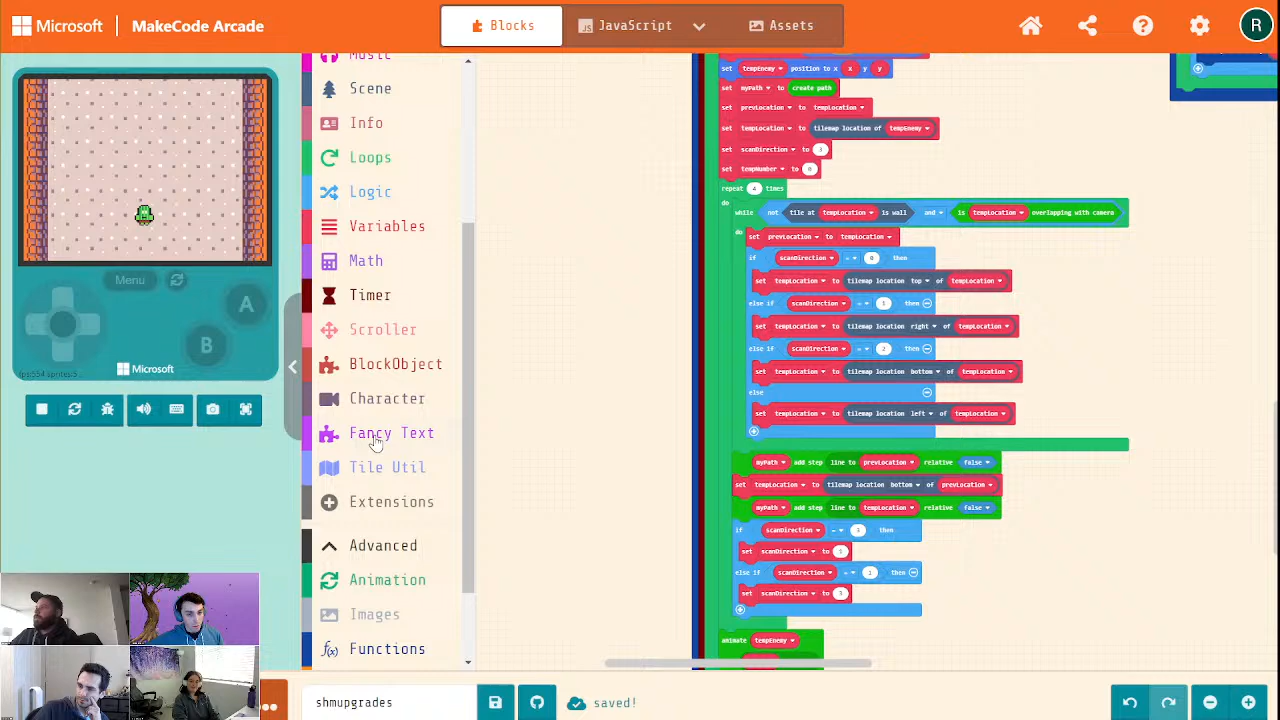 Microsoft
MakeCode Arcade
Blocks
JavaScript
Assets
R
Menu
A
B
Microsoft
Music
Scene
Info
Loops
Logic
Variables
Math
Timer
Scroller
BlockObject
Character
Fancy Text
Tile Util
Extensions
Advanced
Animation
Images
Functions
set tempEnemy position to x x y y
set myPath to create path
set prevLocation to tempLocation
set tempLocation to tilemap location of tempEnemy
set scanDirection to 3
set tempNumber to 0
repeat 4 times
do
while not tile at tempLocation is wall and is tempLocation overlapping with camera
do set prevLocation to tempLocation
if scanDirection = 0 then
set tempLocation to tilemap location top of tempLocation
else if scanDirection = 1 then
set tempLocation to tilemap location right of tempLocation
else if scanDirection = 2 then
set tempLocation to tilemap location bottom of tempLocation
else
set tempLocation to tilemap location left of tempLocation
myPath add step line to prevLocation relative false
set tempLocation to tilemap location bottom of prevLocation
myPath add step line to tempLocation relative false
if scanDirection = 3 then
set scanDirection to 1
else if scanDirection = 1 then
set scanDirection to 3
animate tempEnemy
shmupgrades
saved!